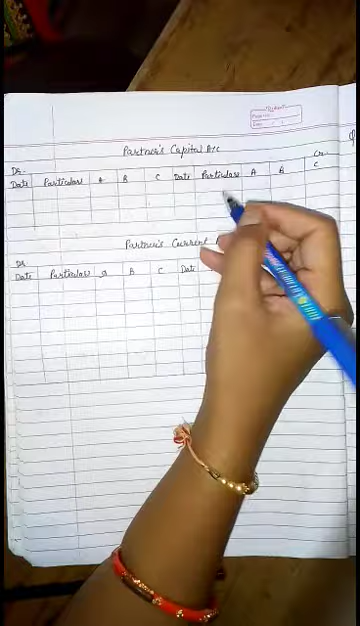 Partner's Capital A/c
Dr. Cr.
Date Particulars A B C Date Particulars A B C
Partner's Current
Dr.
Date Particulars A B C Date